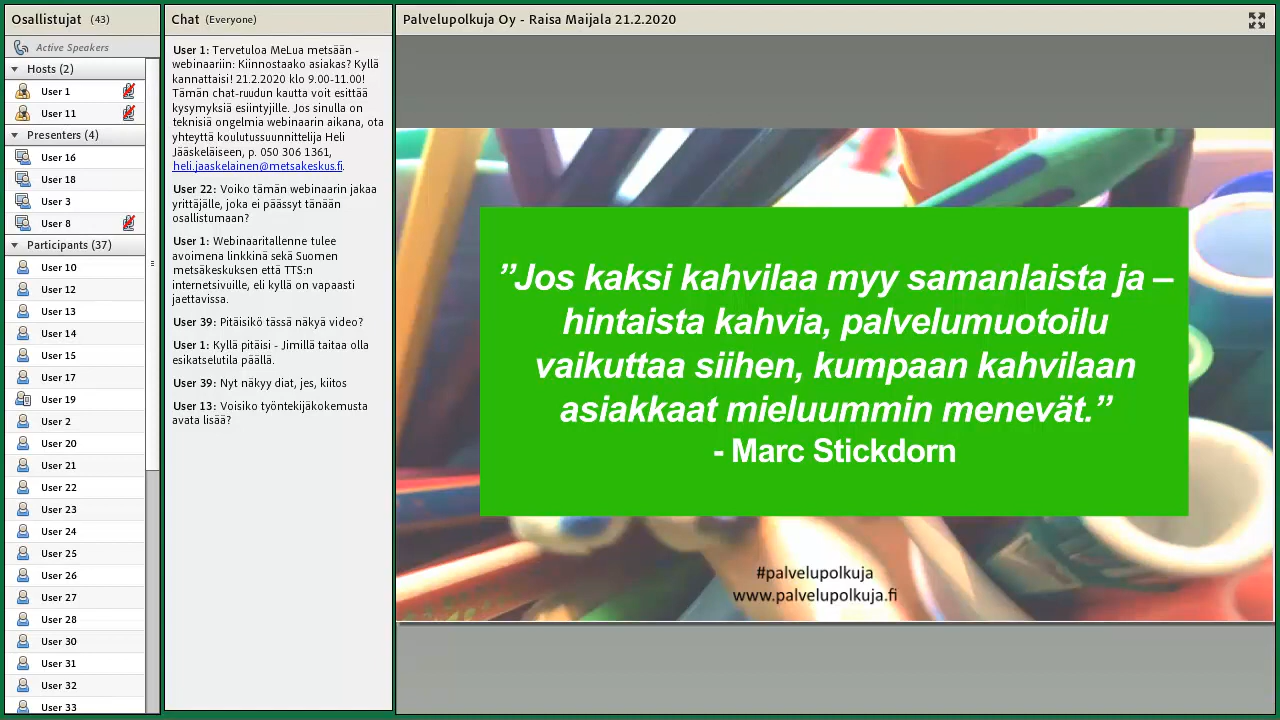 Osallistujat (43)
Active Speakers
Hosts (2)
User 1
User 11
Presenters (4)
User 16
User 18
User 3
User 8
Participants (37)
User 10
User 12
User 13
User 14
User 15
User 17
User 19
User 2
User 20
User 21
User 22
User 23
User 24
User 25
User 26
User 27
User 28
User 30
User 31
User 32
User 33
Chat (Everyone)
User 1: Tervetuloa MeLua metsään -
webinaariin: Kiinnostaako asiakas? Kyllä
kannattaisi! 21.2.2020 klo 9.00-11.00!
Tämän chat-ruudun kautta voit esittää
kysymyksiä esiintyjille. Jos sinulla on
teknisiä ongelmia webinaarin aikana, ota
yhteyttä koulutussuunnittelija Heli
Jääskeläiseen, p. 050 306 1361,
heli.jaaskelainen@metsakeskus.fi.
User 22: Voiko tämän webinaarin jakaa
yrittäjälle, joka ei päässyt tänään
osallistumaan?
User 1: Webinaaritallenne tulee
avoimena linkkinä sekä Suomen
metsäkeskuksen että TTS:n
internetsivuille, eli kyllä on vapaasti
jaettavissa.
User 39: Pitäisikö tässä näkyä video?
User 1: Kyllä pitäisi - Jimillä taitaa olla
esikatselutila päällä.
User 39: Nyt näkyy diat, jes, kiitos
User 13: Voisiko työntekijäkokemusta
avata lisää?
Palvelupolkuja Oy - Raisa Maijala 21.2.2020
”Jos kaksi kahvilaa myy samanlaista ja –
hintaista kahvia, palvelumuotoilu
vaikuttaa siihen, kumpaan kahvilaan
asiakkaat mieluummin menevät.”
- Marc Stickdorn
#palvelupolkuja
www.palvelupolkuja.fi